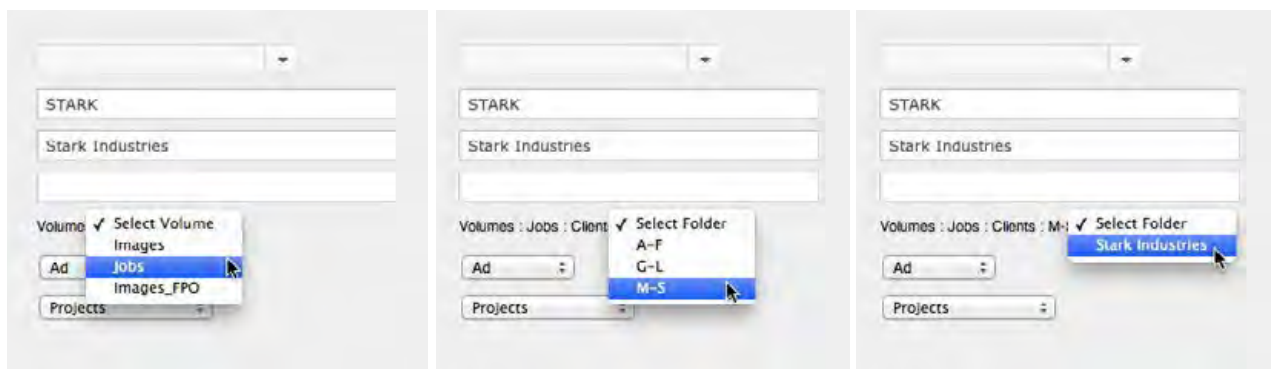 STARK
Stark Industries
Volume ✓ Select Volume
Images
Ad Jobs
Images_FPO
Projects
STARK
Stark Industries
Volumes : Jobs : Client ✓ Select Folder
A-F
Ad G-L
M-S
Projects
STARK
Stark Industries
Volumes : Jobs : Clients : M- ✓ Select Folder
Stark Industries
Ad
Projects